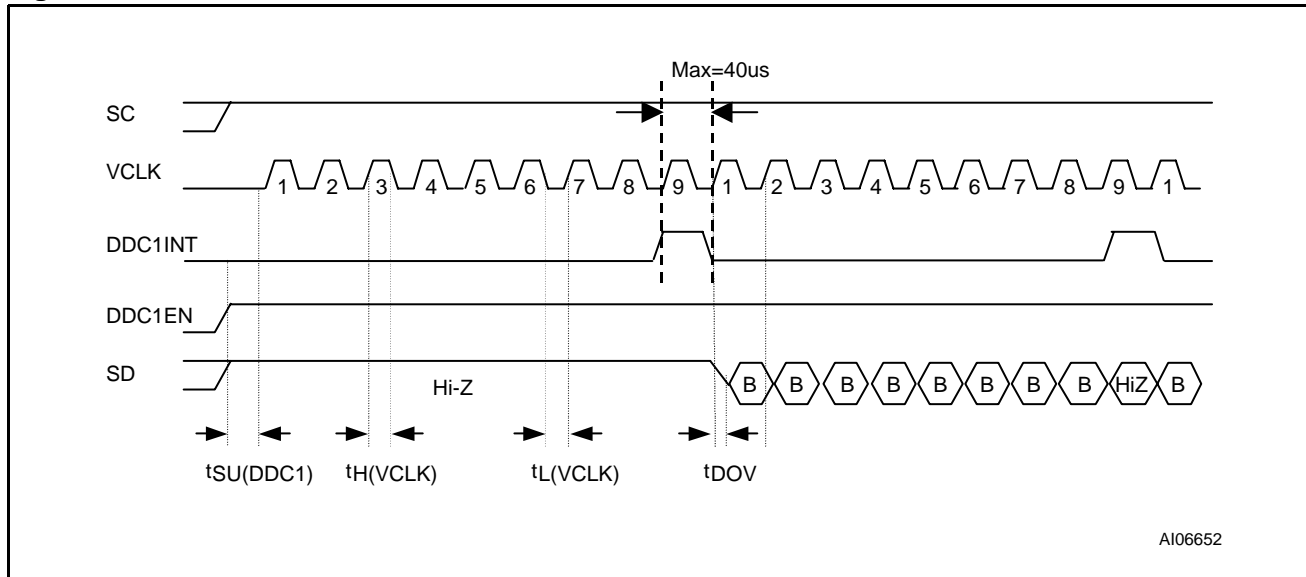 Max=40us
SC
VCLK
1 2 3 4 5 6 7 8 9 1 2 3 4 5 6 7 8 9 1
DDC1INT
DDC1EN
SD
Hi-Z
B B B B B B B B HiZ B
tSU(DDC1) tH(VCLK) tL(VCLK) tDOV
AI06652